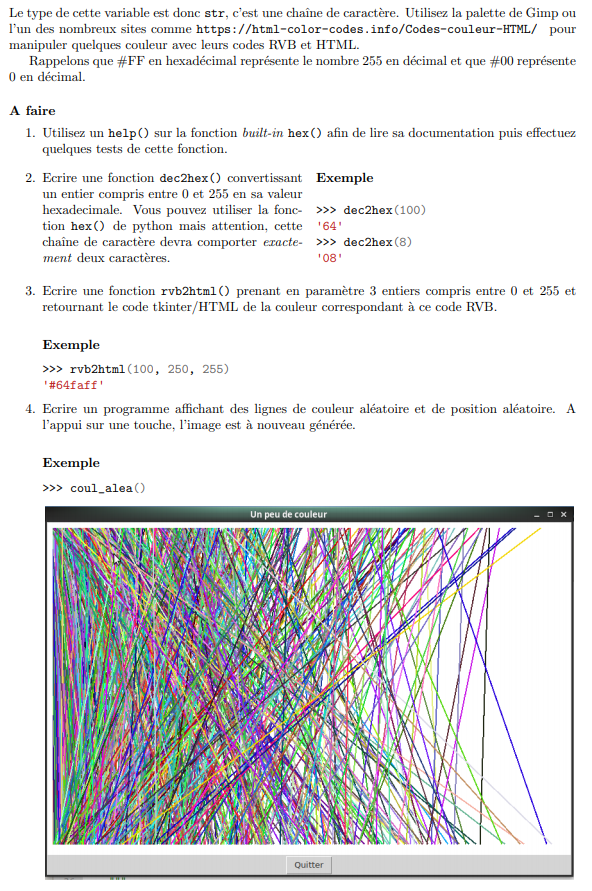 Le type de cette variable est donc str, c'est une chaîne de caractère. Utilisez la palette de Gimp ou
l'un des nombreux sites comme https://html-color-codes.info/Codes-couleur-HTML/ pour
manipuler quelques couleur avec leurs codes RVB et HTML.
Rappelons que #FF en hexadécimal représente le nombre 255 en décimal et que #00 représente
0 en décimal.
A faire
1. Utilisez un help() sur la fonction built-in hex() afin de lire sa documentation puis effectuez
quelques tests de cette fonction.
2. Ecrire une fonction dec2hex() convertissant
un entier compris entre 0 et 255 en sa valeur
hexadecimale. Vous pouvez utiliser la fonc-
tion hex() de python mais attention, cette
chaîne de caractère devra comporter exacte-
ment deux caractères.
Exemple
>>> dec2hex(100)
'64'
>>> dec2hex(8)
'08'
3. Ecrire une fonction rvb2html() prenant en paramètre 3 entiers compris entre 0 et 255 et
retournant le code tkinter/HTML de la couleur correspondant à ce code RVB.
Exemple
>>> rvb2html(100, 250, 255)
'#64faff'
4. Ecrire un programme affichant des lignes de couleur aléatoire et de position aléatoire. A
l'appui sur une touche, l'image est à nouveau générée.
Exemple
>>> coul_alea()
Un peu de couleur
Quitter